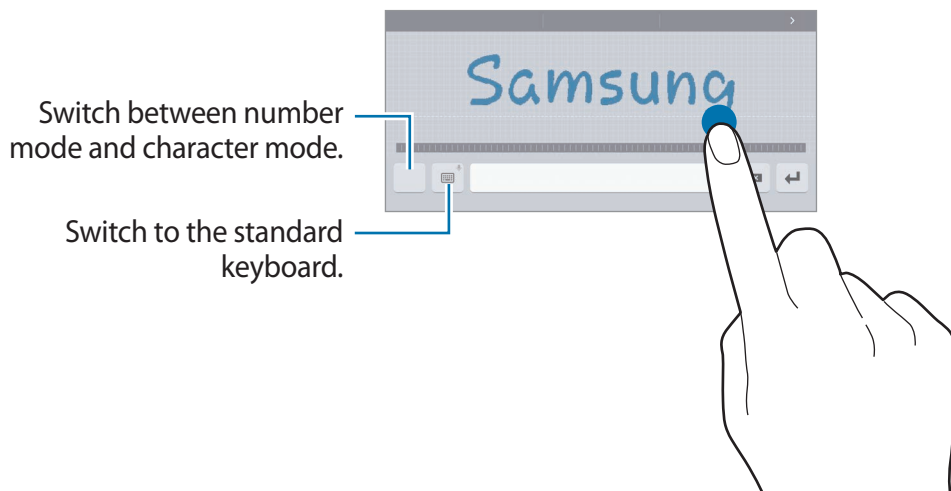 Samsung
Switch between number
mode and character mode.
Switch to the standard
keyboard.